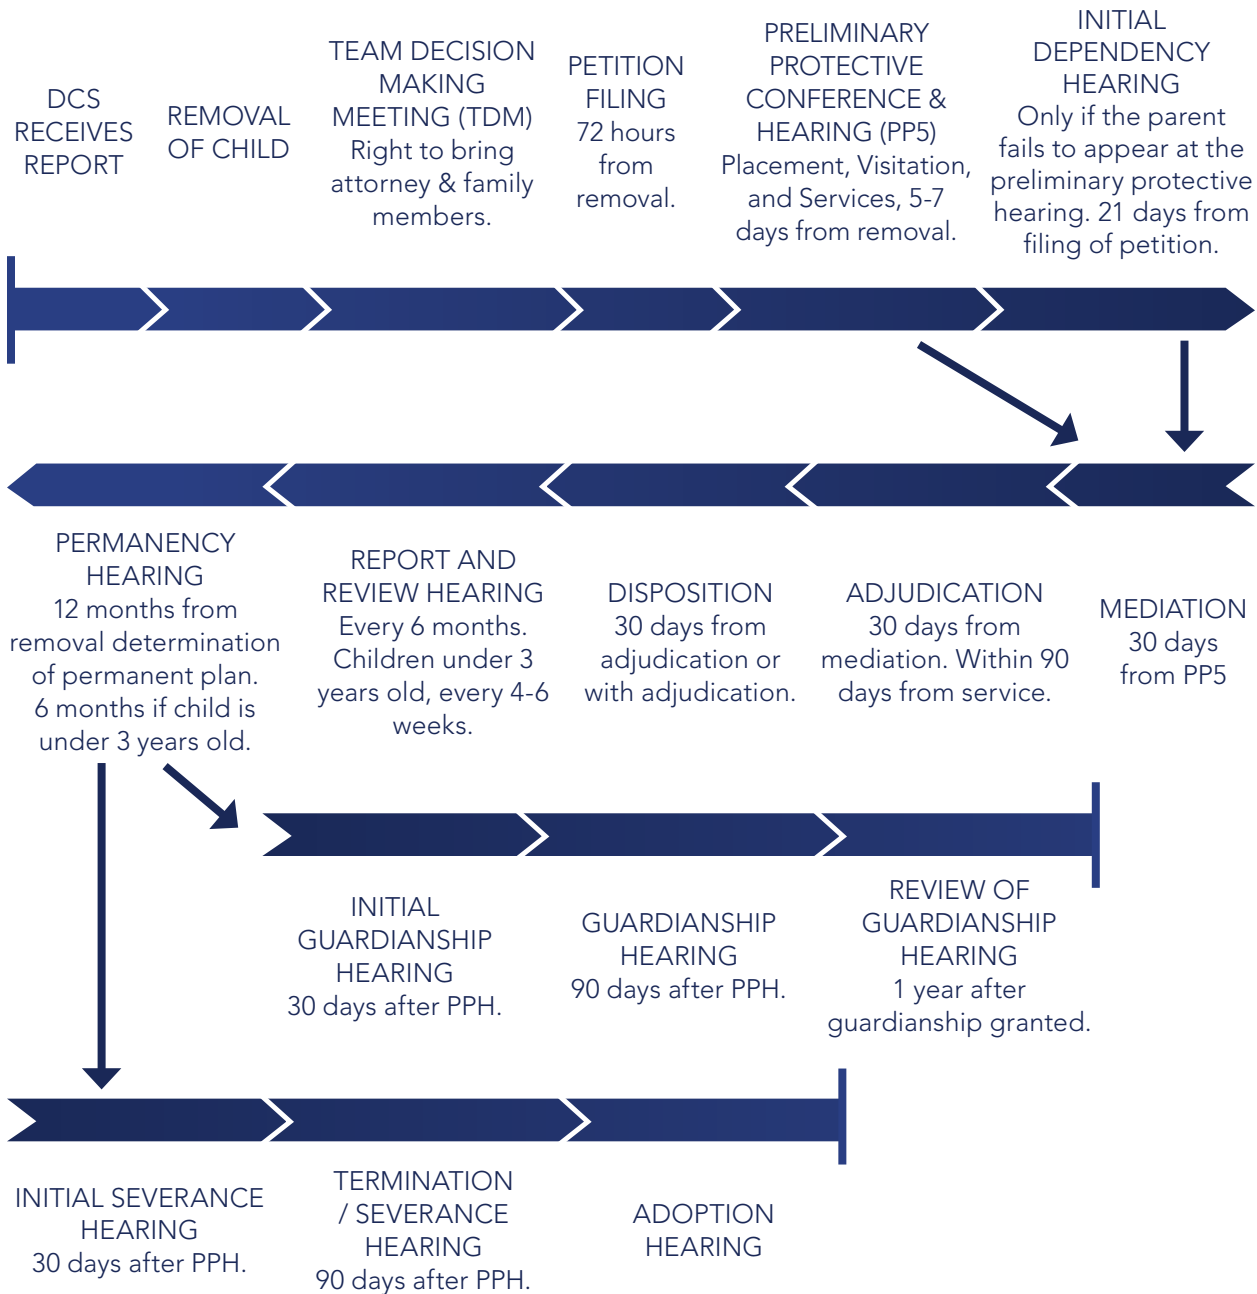 DCS
RECEIVES
REPORT
REMOVAL
OF CHILD
TEAM DECISION
MAKING
MEETING (TDM)
Right to bring
attorney & family
members.
PETITION
FILING
72 hours
from
removal.
PRELIMINARY
PROTECTIVE
CONFERENCE &
HEARING (PP5)
Placement, Visitation,
and Services, 5-7
days from removal.
INITIAL
DEPENDENCY
HEARING
Only if the parent
fails to appear at the
preliminary protective
hearing. 21 days from
filing of petition.
PERMANENCY
HEARING
12 months from
removal determination
of permanent plan.
6 months if child is
under 3 years old.
REPORT AND
REVIEW HEARING
Every 6 months.
Children under 3
years old, every 4-6
weeks.
DISPOSITION
30 days from
adjudication or
with adjudication.
ADJUDICATION
30 days from
mediation. Within 90
days from service.
MEDIATION
30 days
from PP5
INITIAL
GUARDIANSHIP
HEARING
30 days after PPH.
GUARDIANSHIP
HEARING
90 days after PPH.
REVIEW OF
GUARDIANSHIP
HEARING
1 year after
guardianship granted.
INITIAL SEVERANCE
HEARING
30 days after PPH.
TERMINATION
/ SEVERANCE
HEARING
90 days after PPH.
ADOPTION
HEARING